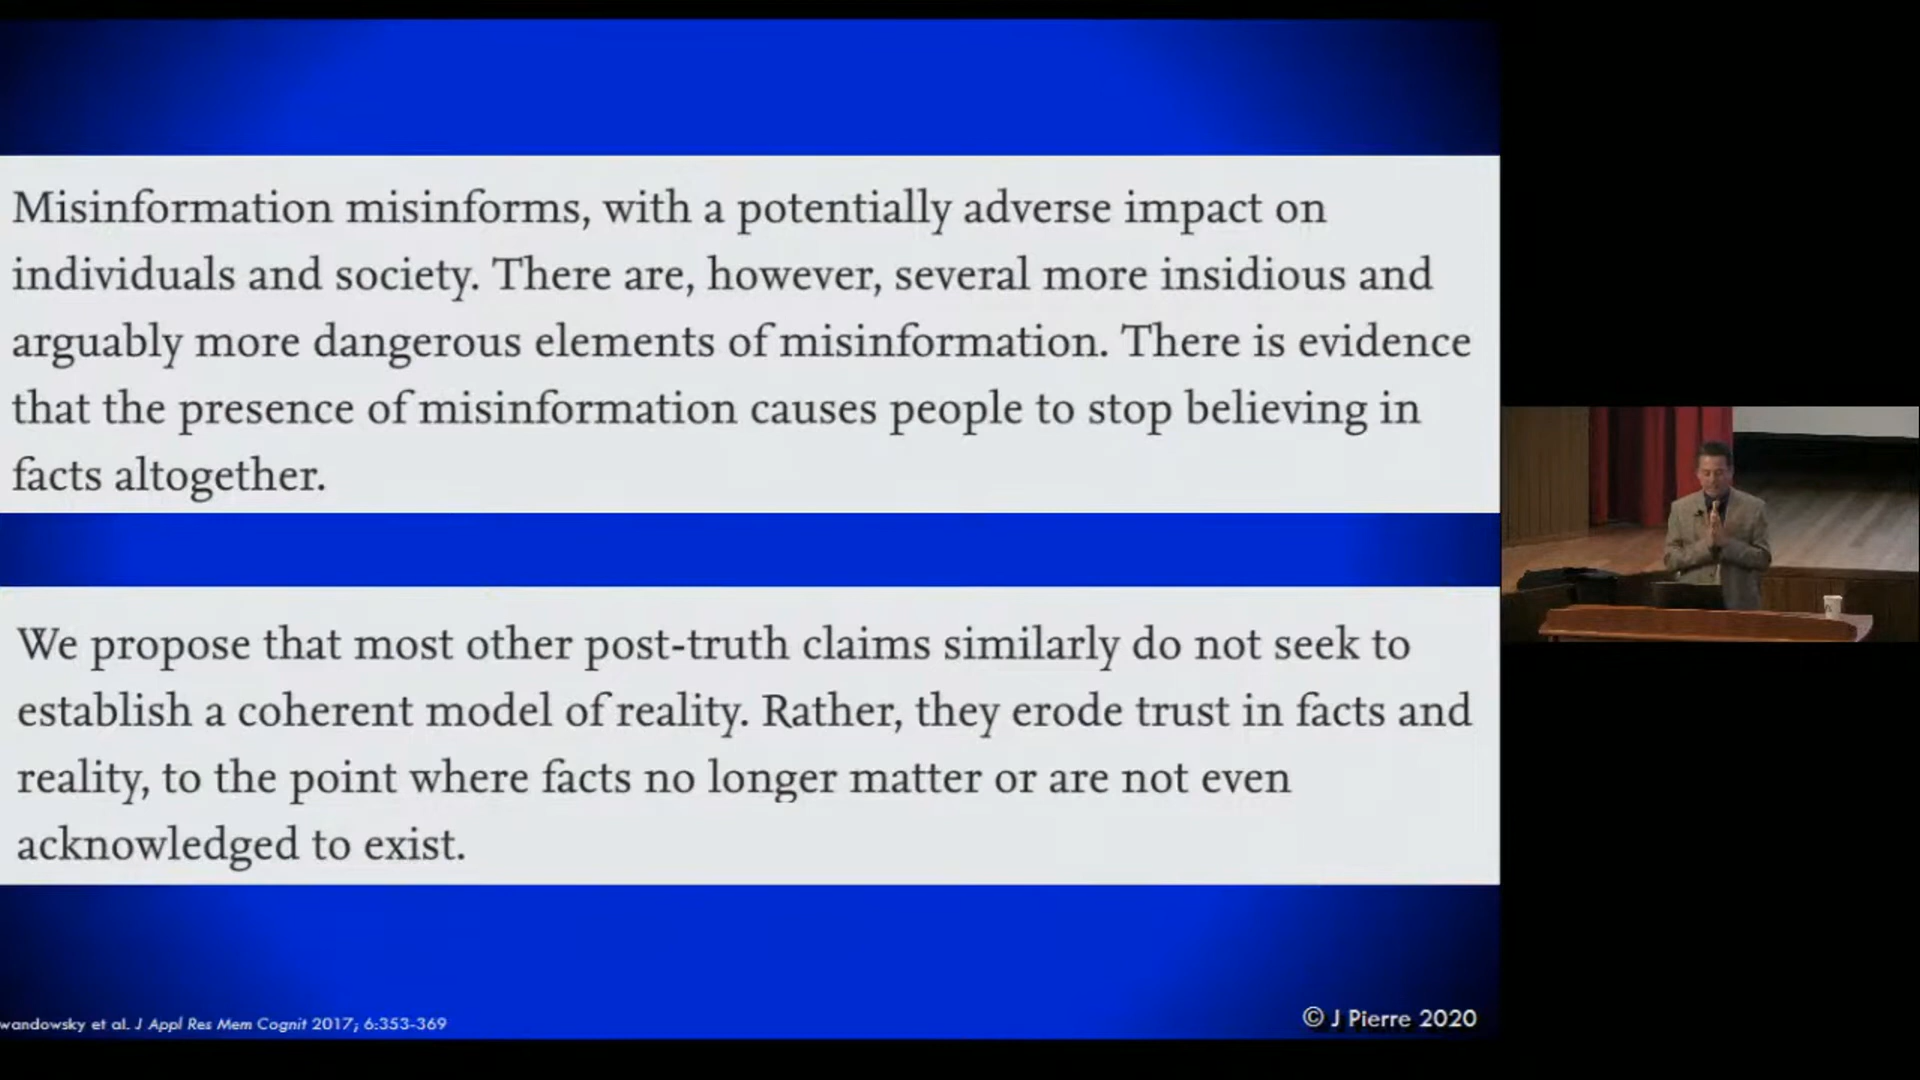 Misinformation misinforms, with a potentially adverse impact on
individuals and society. There are, however, several more insidious and
arguably more dangerous elements of misinformation. There is evidence
that the presence of misinformation causes people to stop believing in
facts altogether.
We propose that most other post-truth claims similarly do not seek to
establish a coherent model of reality. Rather, they erode trust in facts and
reality, to the point where facts no longer matter or are not even
acknowledged to exist.
wandowsky et al. J Appl Res Mem Cognit 2017; 6:353-369
© J Pierre 2020